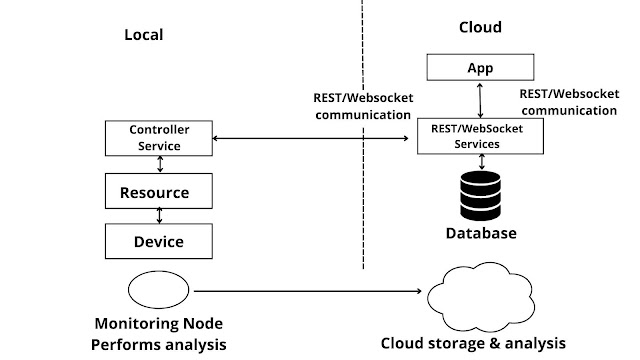 Local
Cloud
App
REST/Websocket
communication
REST/Websocket
communication
Controller
Service
REST/WebSocket
Services
Resource
Device
Database
Monitoring Node
Performs analysis
Cloud storage & analysis